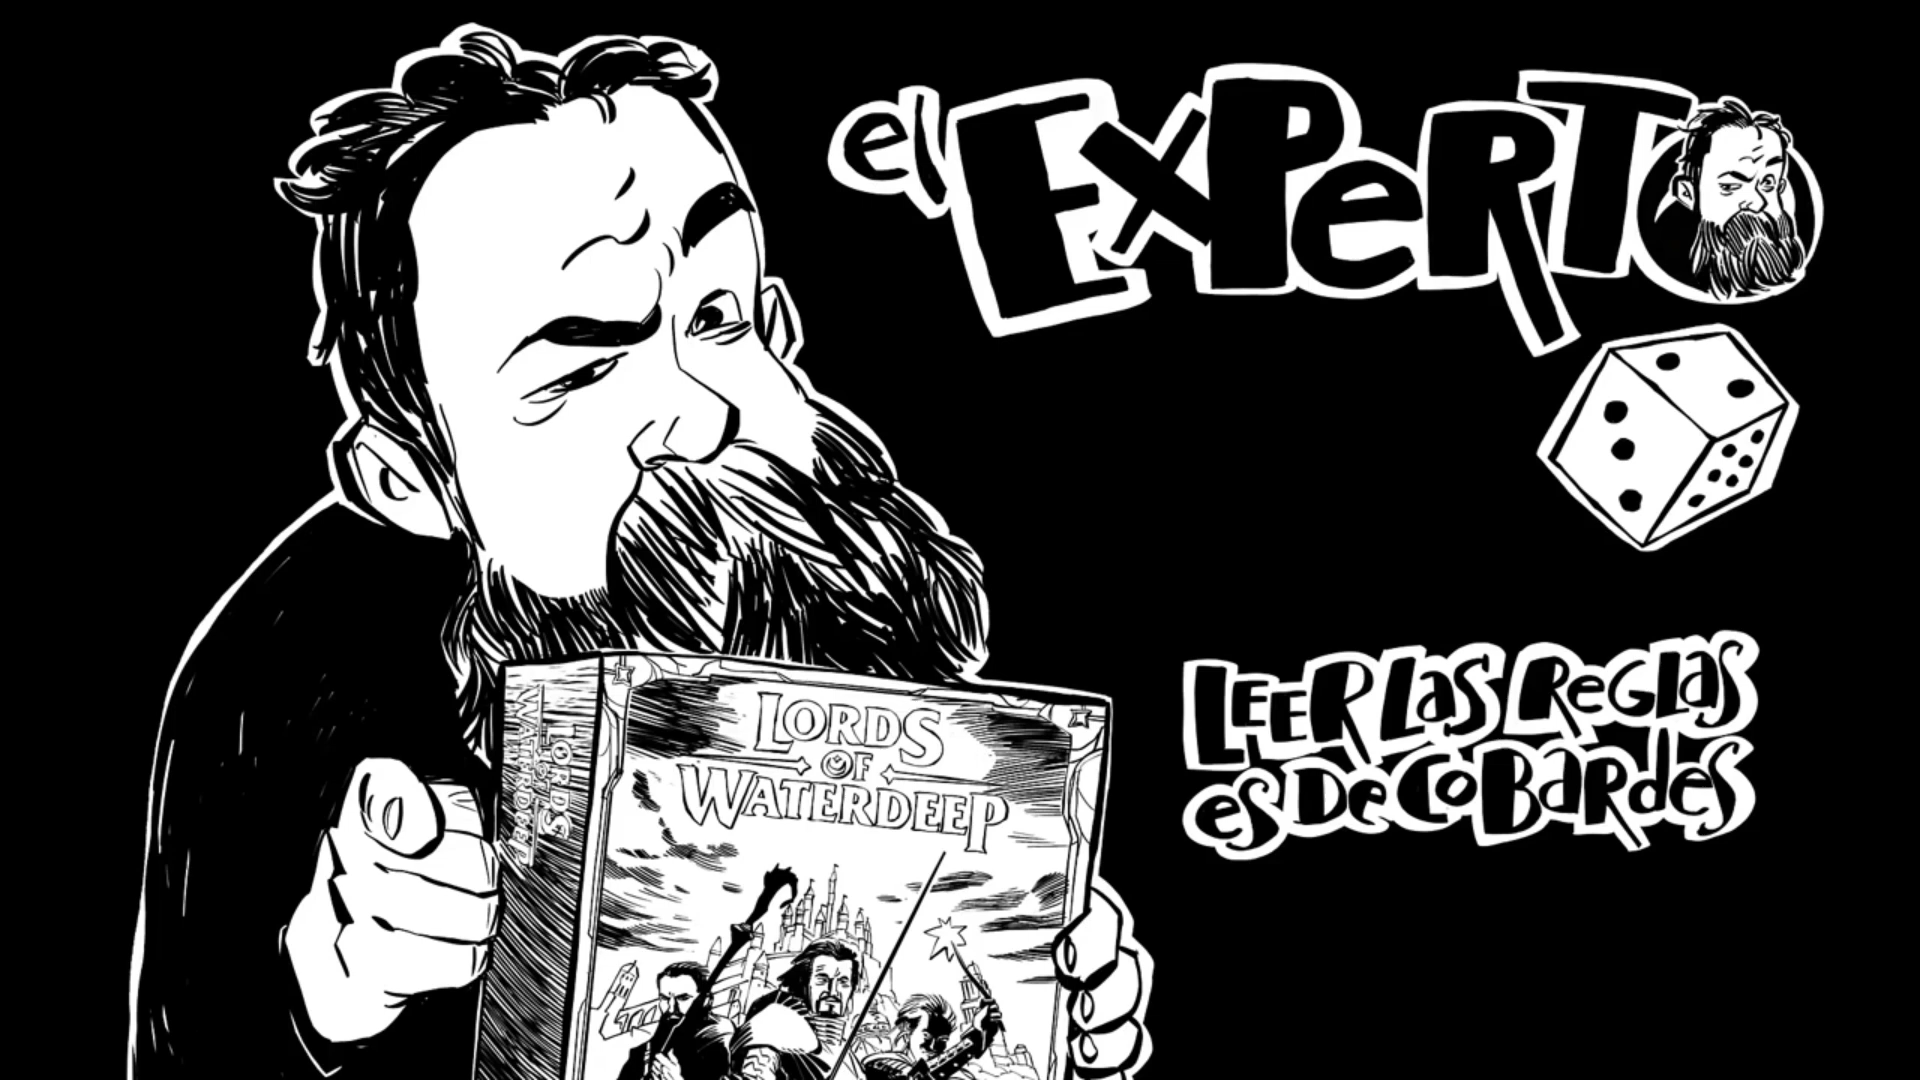 el EXPERTO
LEER LaS ReGLaS
es De CoBaRdes
LORDS
OF
WATERDEEP
LORDS
OF
WATERDEEP